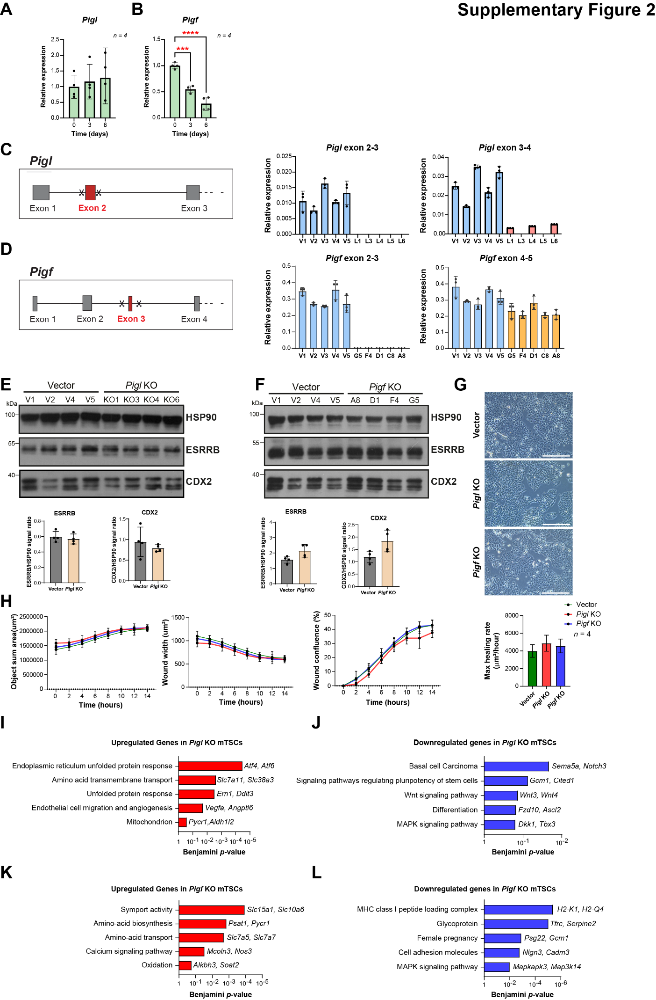 Supplementary Figure 2
A
Pigl
n = 4
Relative expression
2.5
2.0
1.5
1.0
0.5
0.0
0 3 6
Time (days)
B
Pigf
n = 4
****
***
Relative expression
1.5
1.0
0.5
0.0
0 3 6
Time (days)
C
Pigl
Exon 1
Exon 2
Exon 3
Pigl exon 2-3
Relative expression
0.025
0.020
0.015
0.010
0.005
0.000
V1 V2 V3 V4 V5 L1 L3 L4 L5 L6
Pigl exon 3-4
Relative expression
0.04
0.03
0.02
0.01
0.00
V1 V2 V3 V4 V5 L1 L3 L4 L5 L6
D
Pigf
Exon 1
Exon 2
Exon 3
Exon 4
Pigf exon 2-3
Relative expression
0.5
0.4
0.3
0.2
0.1
0.0
V1 V2 V3 V4 V5 G5 F4 D1 C8 A8
Pigf exon 4-5
Relative expression
0.5
0.4
0.3
0.2
0.1
0.0
V1 V2 V3 V4 V5 G5 F4 D1 C8 A8
E
Vector Pigl KO
V1 V2 V4 V5 KO1 KO3 KO4 KO6
kDa
100
HSP90
55
ESRRB
40
CDX2
ESRRB
ESRRB/HSP90 signal ratio
0.8
0.6
0.4
0.2
0.0
Vector Pigl KO
CDX2
CDX2/HSP90 signal ratio
1.5
1.0
0.5
0.0
Vector Pigl KO
F
Vector Pigf KO
V1 V2 V4 V5 A8 D1 F4 G5
kDa
100
HSP90
55
ESRRB
40
CDX2
ESRRB
ESRRB/HSP90 signal ratio
4
3
2
1
0
Vector Pigf KO
CDX2
CDX2/HSP90 signal ratio
2.5
2.0
1.5
1.0
0.5
0.0
Vector Pigf KO
G
Vector
Pigl KO
Pigf KO
H
Object sum area(um²)
2500000
2000000
1500000
1000000
500000
0
0 2 4 6 8 10 12 14
Time (hours)
Wound width (um²)
1500
1000
500
0
0 2 4 6 8 10 12 14
Time (hours)
Wound confluence (%)
50
40
30
20
10
0
0 2 4 6 8 10 12 14
Time (hours)
Vector
Pigl KO
Pigf KO
n = 4
Max healing rate
(µm²/hour)
8000
6000
4000
2000
0
Vector
Pigl KO
Pigf KO
I
Upregulated Genes in Pigl KO mTSCs
Endoplasmic reticulum unfolded protein response Atf4, Atf6
Amino acid transmembrane transport Slc7a11, Slc38a3
Unfolded protein response Ern1, Ddit3
Endothelial cell migration and angiogenesis Vegfa, Angptl6
Mitochondrion Pycr1,Aldh1l2
1 10⁻¹ 10⁻² 10⁻³ 10⁻⁴ 10⁻⁵
Benjamini p-value
J
Downregulated genes in Pigl KO mTSCs
Basal cell Carcinoma Sema5a, Notch3
Signaling pathways regulating pluripotency of stem cells Gcm1, Cited1
Wnt signaling pathway Wnt3, Wnt4
Differentiation Fzd10, Ascl2
MAPK signaling pathway Dkk1, Tbx3
1 10⁻¹ 10⁻²
Benjamini p-value
K
Upregulated Genes in Pigf KO mTSCs
Symport activity Slc15a1, Slc10a6
Amino-acid biosynthesis Psat1, Pycr1
Amino-acid transport Slc7a5, Slc7a7
Calcium signaling pathway Mcoln3, Nos3
Oxidation Alkbh3, Soat2
1 10⁻¹ 10⁻² 10⁻³ 10⁻⁴ 10⁻⁵
Benjamini p-value
L
Downregulated genes in Pigf KO mTSCs
MHC class I peptide loading complex H2-K1, H2-Q4
Glycoprotein Tfrc, Serpine2
Female pregnancy Psg22, Gcm1
Cell adhesion molecules Nlgn3, Cadm3
MAPK signaling pathway Mapkapk3, Map3k14
1 10⁻² 10⁻⁴ 10⁻⁶
Benjamini p-value